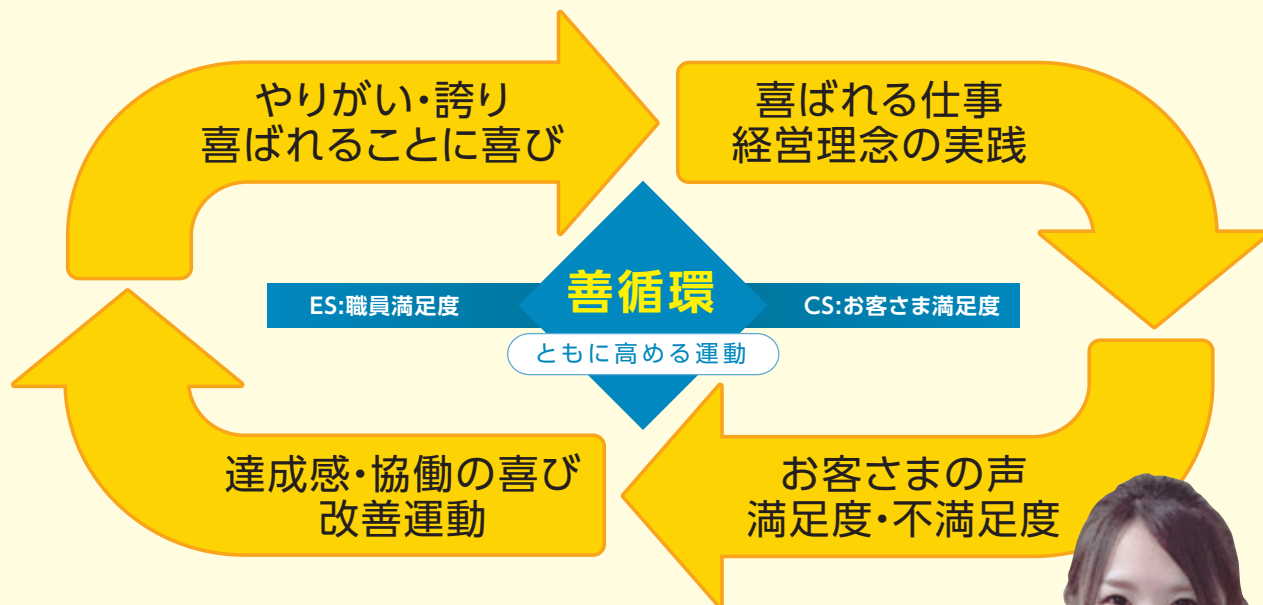 やりがい・誇り
喜ばれることに喜び
喜ばれる仕事
経営理念の実践
ES:職員満足度
善循環
CS:お客さま満足度
ともに高める運動
達成感・協働の喜び
改善運動
お客さまの声
満足度・不満足度